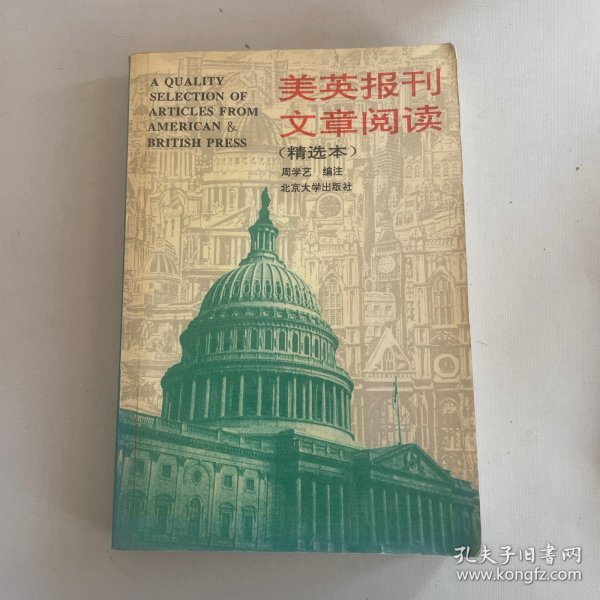 A QUALITY
SELECTION OF
ARTICLES FROM
AMERICAN &
BRITISH PRESS
美英报刊
文章阅读
(精选本)
周学艺 编注
北京大学出版社
孔夫子旧书网
www.kongfz.com